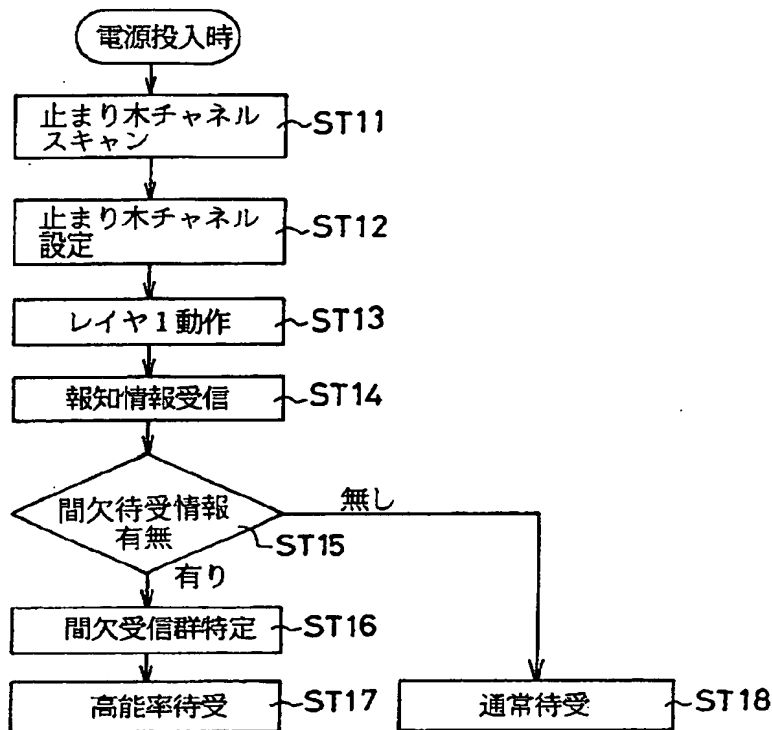 電源投入時
止まり木チャネル
スキャン
ST11
止まり木チャネル
設定
ST12
レイヤ1動作
ST13
報知情報受信
ST14
間欠待受情報
有無
ST15
無し
有り
間欠受信群特定
ST16
高能率待受
ST17
通常待受
ST18